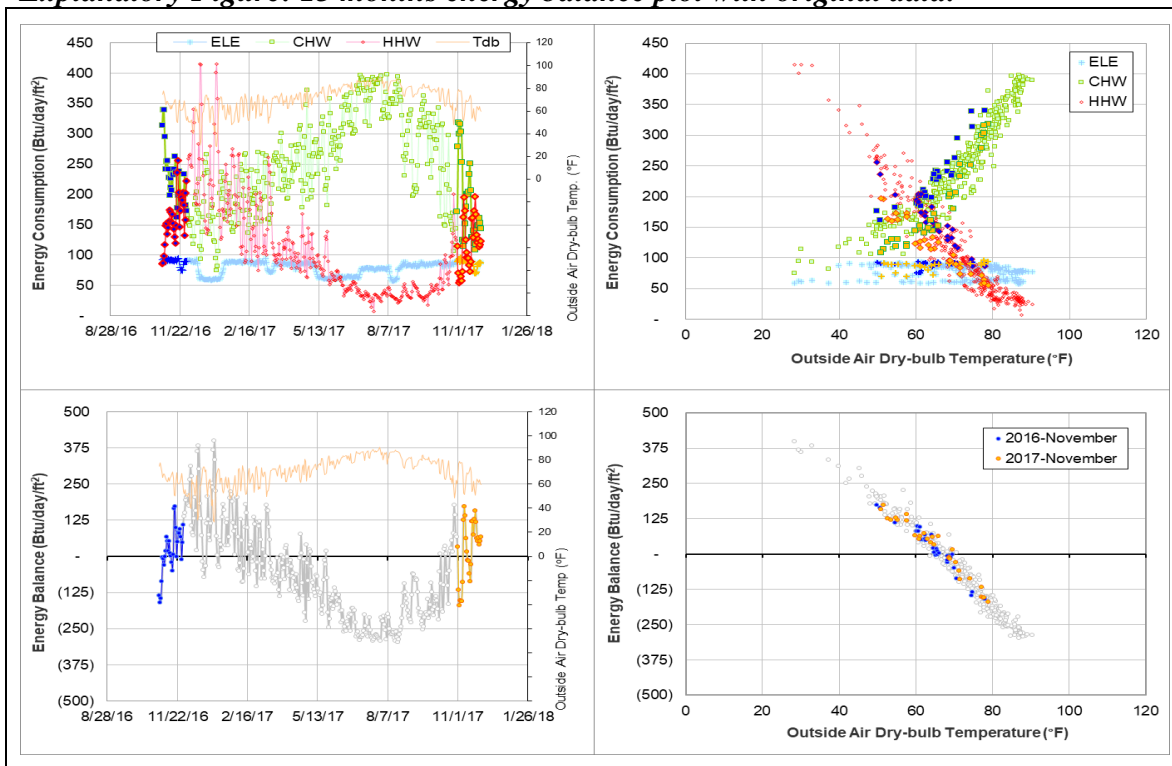 Explanatory Figure: 13 months energy balance plot with original data.
ELE CHW HHW Tdb
450
400
350
300
250
200
150
100
50
-
Energy Consumption (Btu/day/ft²)
120
100
80
60
40
20
0
Outside Air Dry-bulb Temp. (°F)
8/28/16 11/22/16 2/16/17 5/13/17 8/7/17 11/1/17 1/26/18
ELE
CHW
HHW
450
400
350
300
250
200
150
100
50
-
Energy Consumption (Btu/day/ft²)
0 20 40 60 80 100 120
Outside Air Dry-bulb Temperature (°F)
500
375
250
125
-
(125)
(250)
(375)
(500)
Energy Balance (Btu/day/ft²)
120
100
80
60
40
20
0
Outside Air Dry-bulb Temp (°F)
8/28/16 11/22/16 2/16/17 5/13/17 8/7/17 11/1/17 1/26/18
2016-November
2017-November
500
375
250
125
-
(125)
(250)
(375)
(500)
Energy Balance (Btu/day/ft²)
0 20 40 60 80 100 120
Outside Air Dry-bulb Temperature (°F)